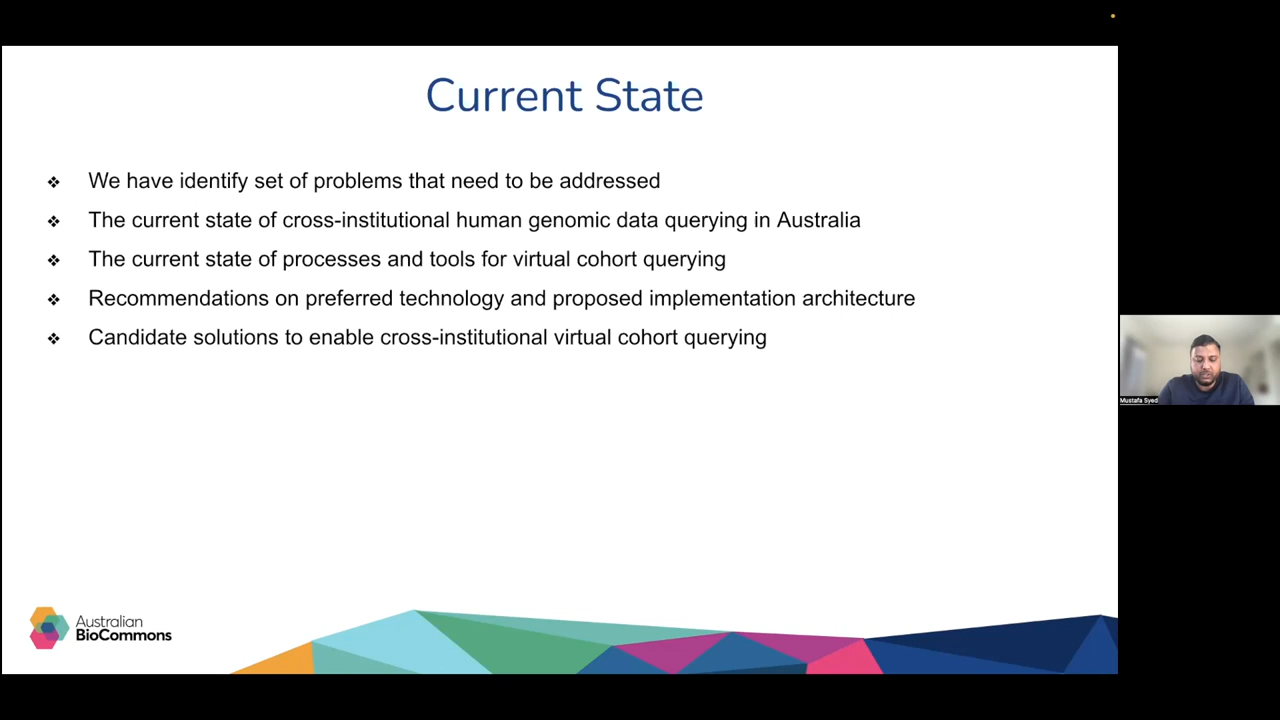 Current State
❖ We have identify set of problems that need to be addressed
❖ The current state of cross-institutional human genomic data querying in Australia
❖ The current state of processes and tools for virtual cohort querying
❖ Recommendations on preferred technology and proposed implementation architecture
❖ Candidate solutions to enable cross-institutional virtual cohort querying
Mustafa Syed
Australian
BioCommons